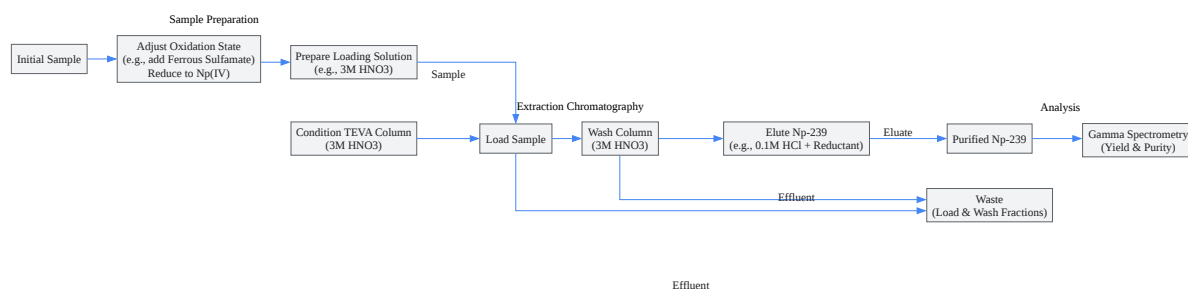 Sample Preparation
Initial Sample
Adjust Oxidation State
(e.g., add Ferrous Sulfamate)
Reduce to Np(IV)
Prepare Loading Solution
(e.g., 3M HNO3)
Sample
Extraction Chromatography
Analysis
Condition TEVA Column
(3M HNO3)
Load Sample
Wash Column
(3M HNO3)
Elute Np-239
(e.g., 0.1M HCl + Reductant)
Eluate
Purified Np-239
Gamma Spectrometry
(Yield & Purity)
Effluent
Waste
(Load & Wash Fractions)
Effluent